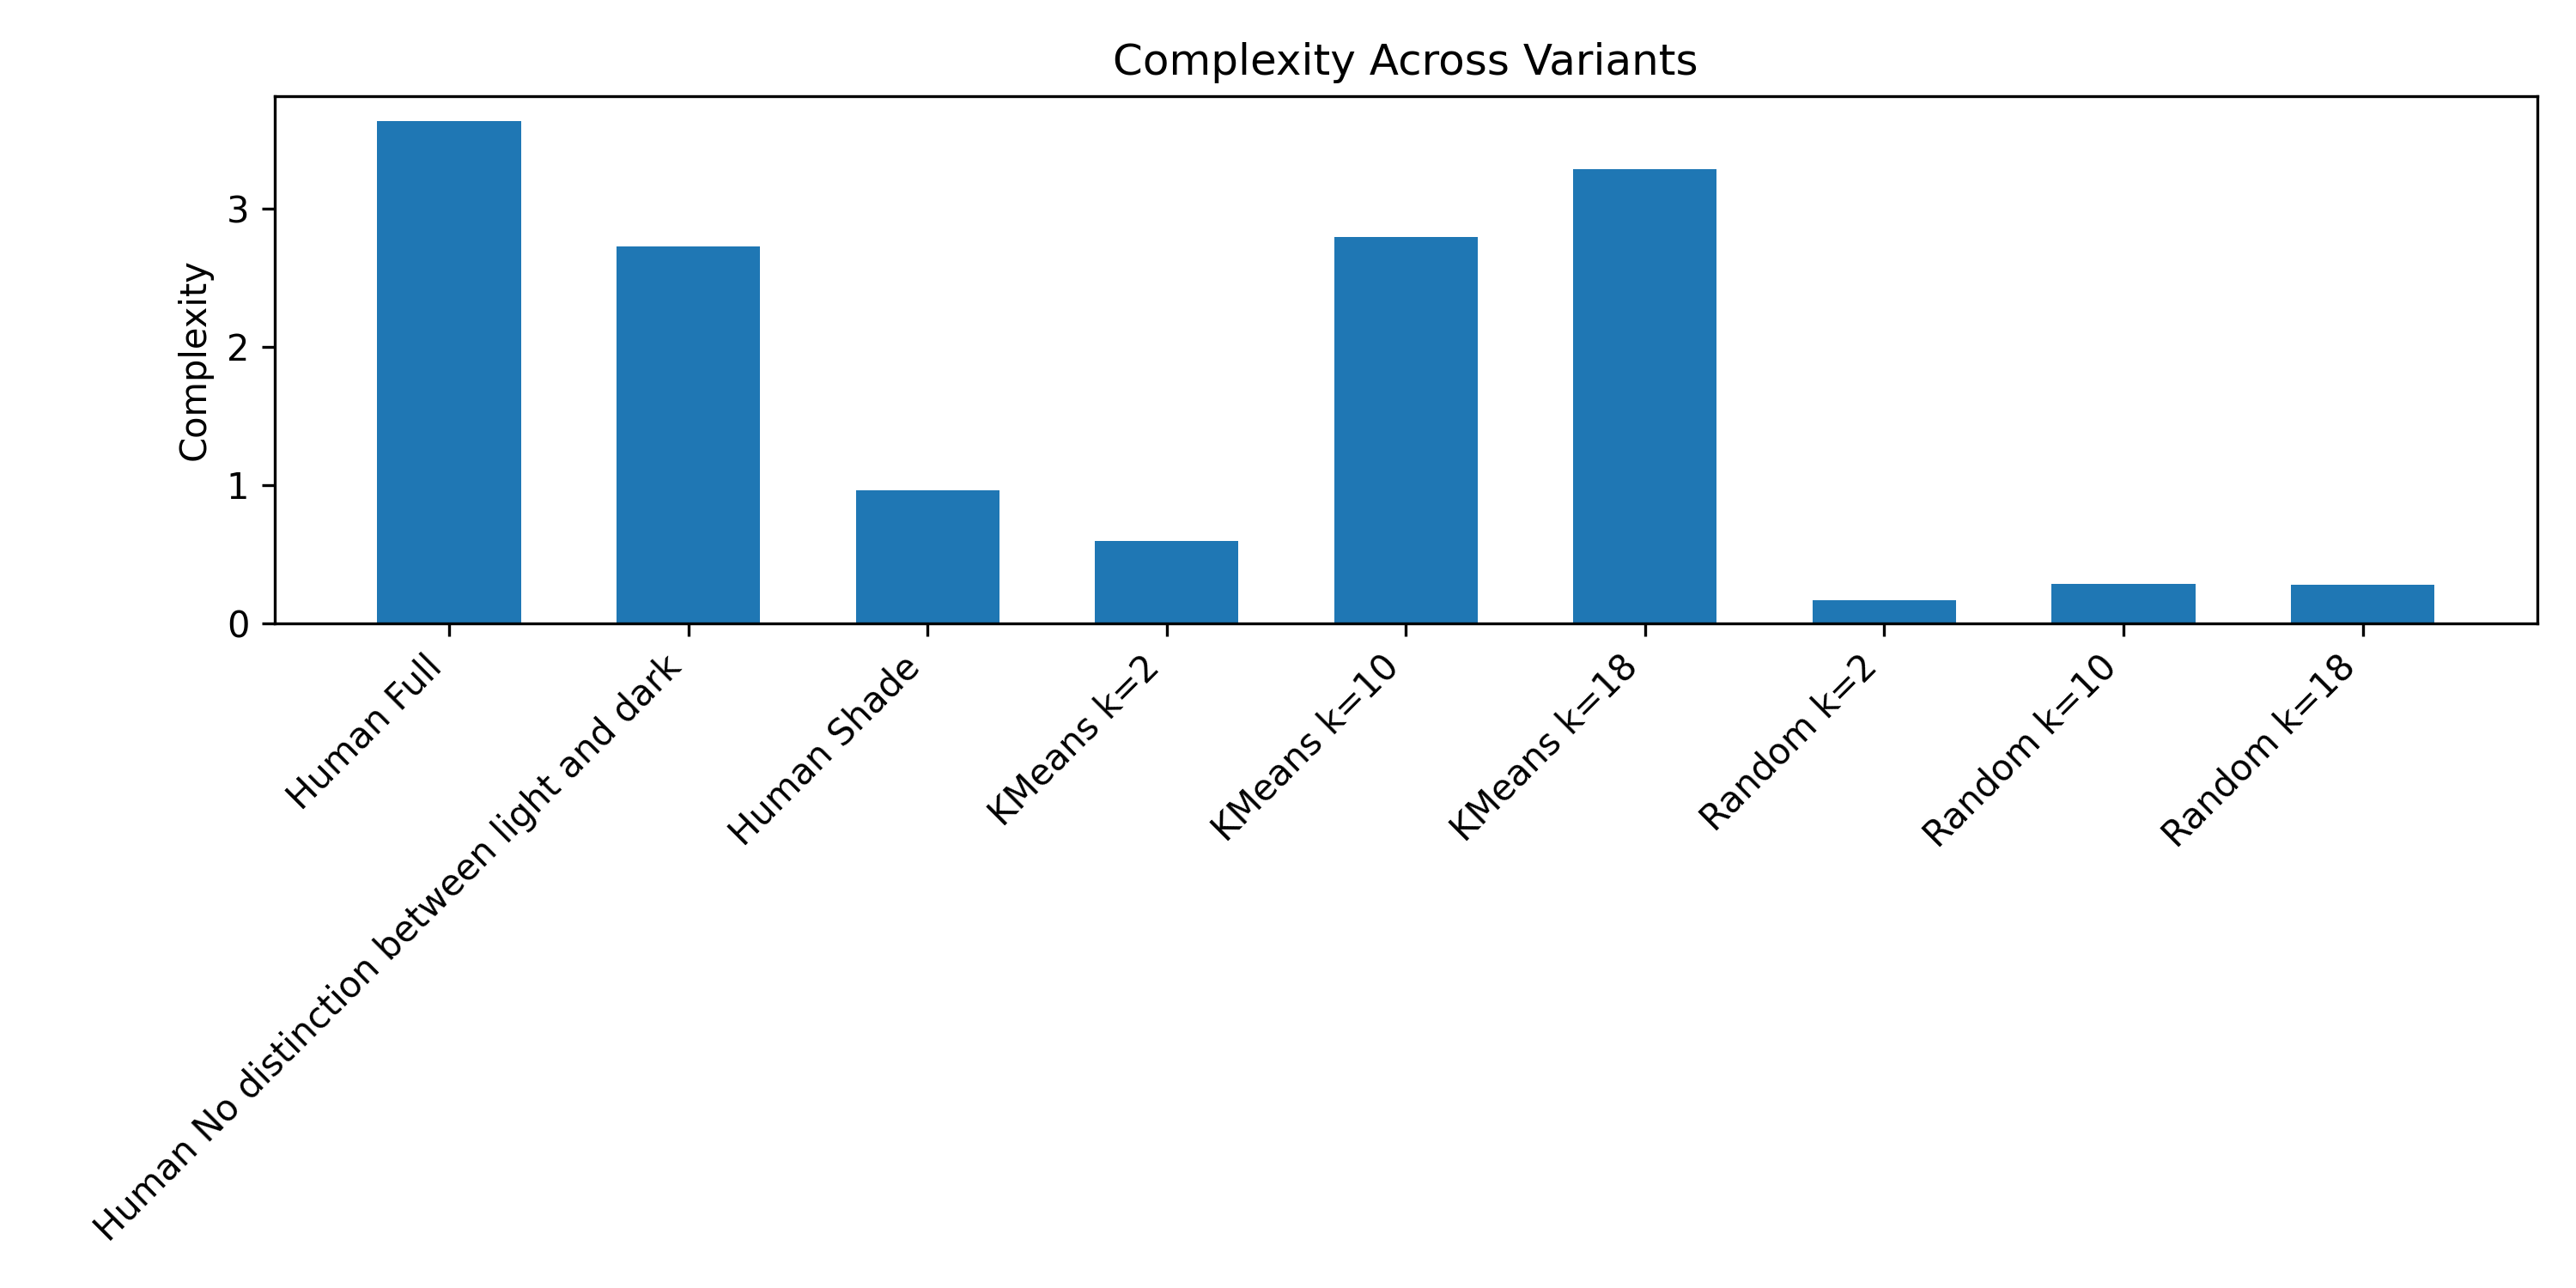 Complexity Across Variants
Complexity
3
2
1
0
Human Full
Human No distinction between light and dark
Human Shade
KMeans k=2
KMeans k=10
KMeans k=18
Random k=2
Random k=10
Random k=18